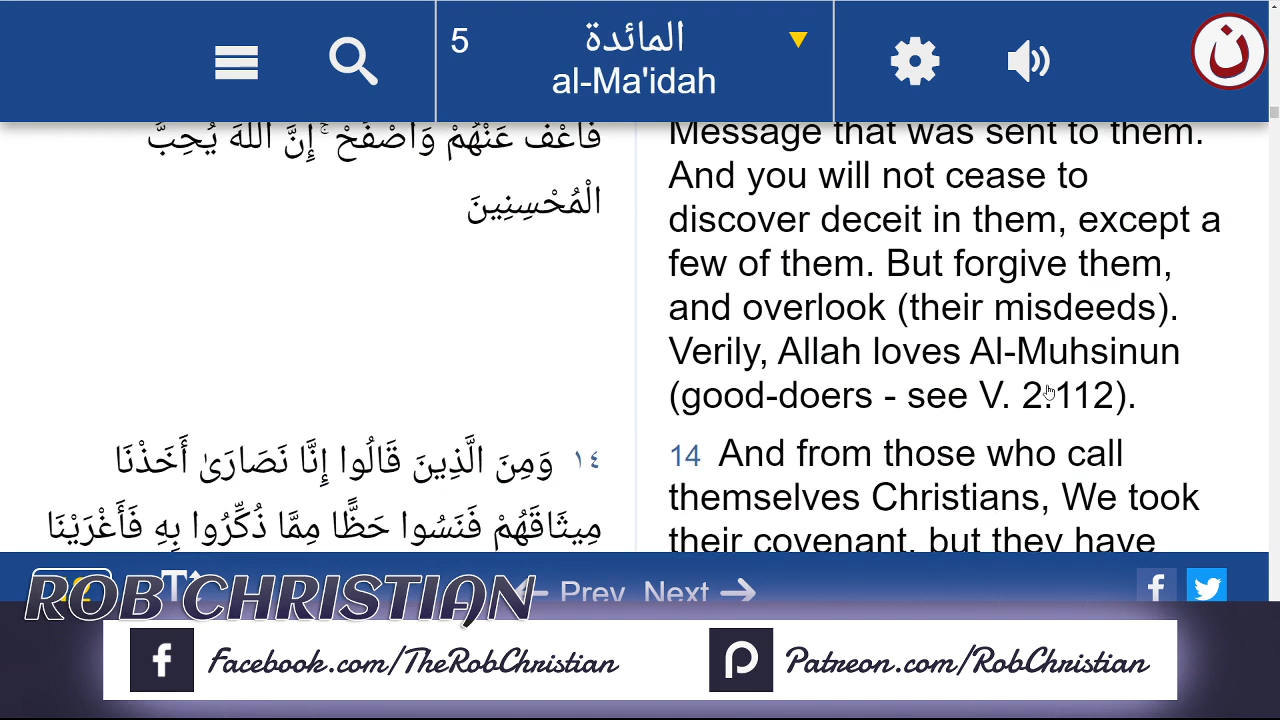 5
المائدة
al-Ma'idah
ن
فَاعْفُ عَنْهُمْ وَاصْفَحْ ۚ إِنَّ اللَّهَ يُحِبُّ
الْمُحْسِنِينَ
١٤ وَمِنَ الَّذِينَ قَالُوا إِنَّا نَصَارَىٰ أَخَذْنَا
مِيثَاقَهُمْ فَنَسُوا حَظًّا مِمَّا ذُكِّرُوا بِهِ فَأَغْرَيْنَا
Message that was sent to them.
And you will not cease to
discover deceit in them, except a
few of them. But forgive them,
and overlook (their misdeeds).
Verily, Allah loves Al-Muhsinun
(good-doers - see V. 2:112).
14 And from those who call
themselves Christians, We took
their covenant, but they have
Prev Next
ROB CHRISTIAN
Facebook.com/TheRobChristian
Patreon.com/RobChristian